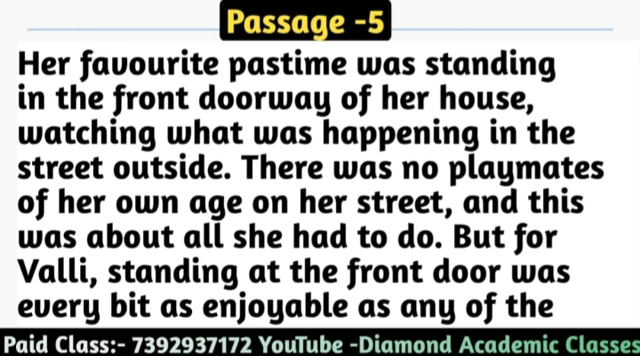 Passage -5
Her favourite pastime was standing
in the front doorway of her house,
watching what was happening in the
street outside. There was no playmates
of her own age on her street, and this
was about all she had to do. But for
Valli, standing at the front door was
every bit as enjoyable as any of the
Paid Class:- 7392937172 YouTube -Diamond Academic Classes